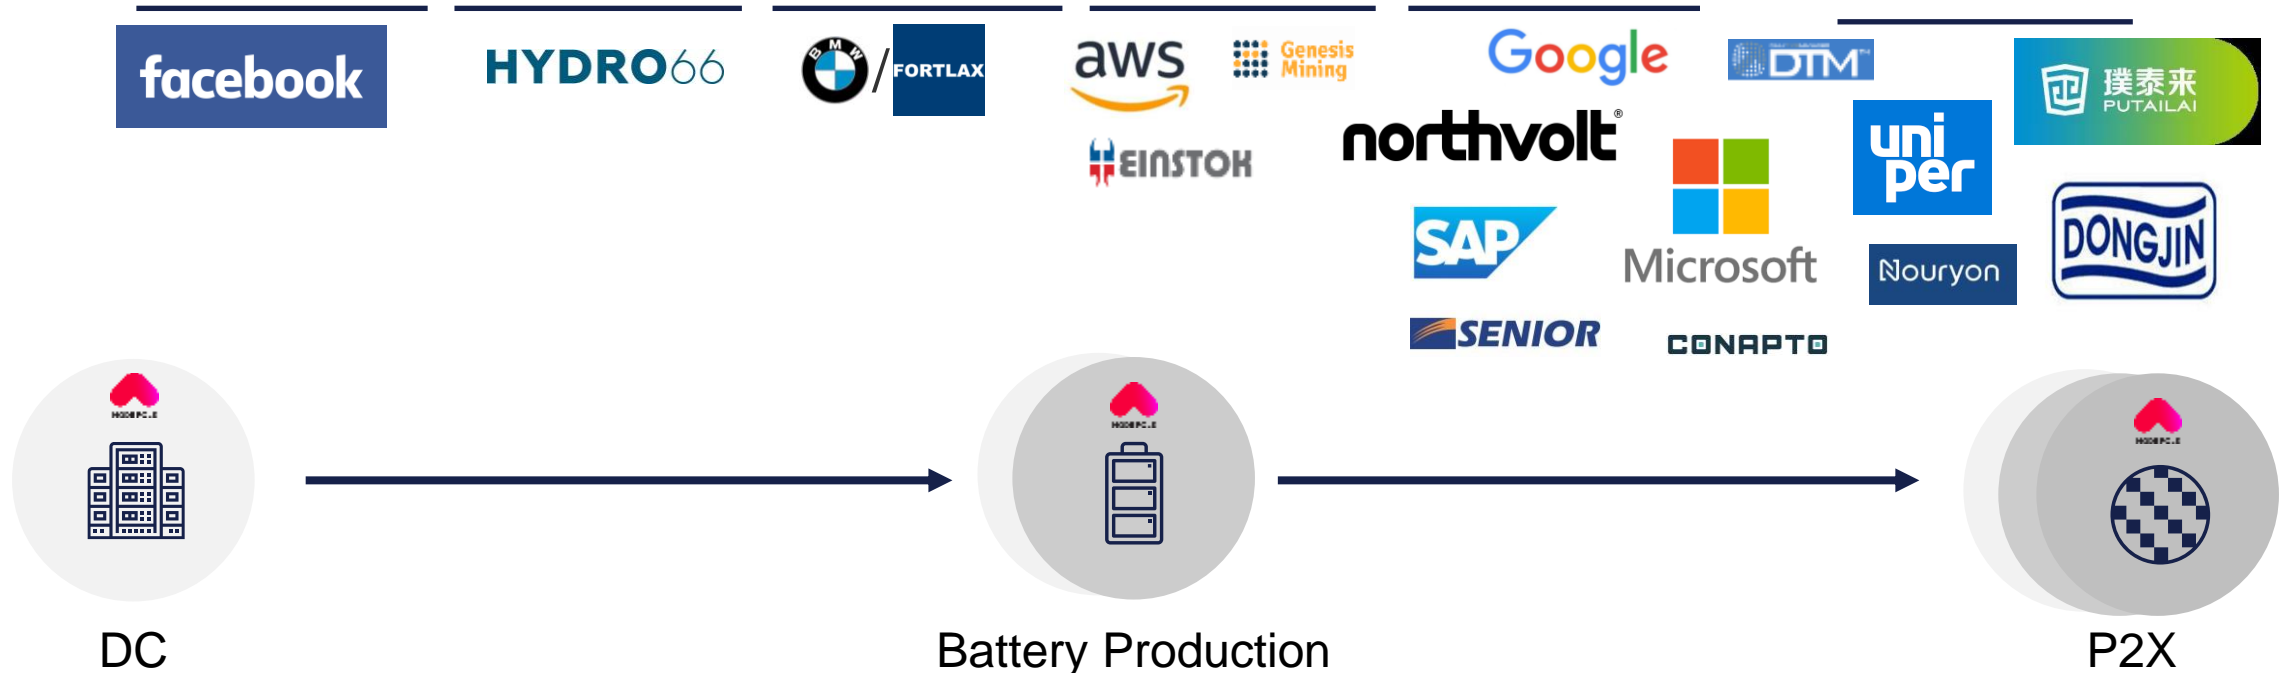 facebook
HYDRO66
BMW
/
FORTLAX
aws
Genesis
Mining
EINSTOK
Google
DTM
northvolt®
SAP
Microsoft
SENIOR
CONAPTO
uni
per
Nouryon
璞泰来
PUTAILAI
DONGJIN
DC
Battery Production
P2X